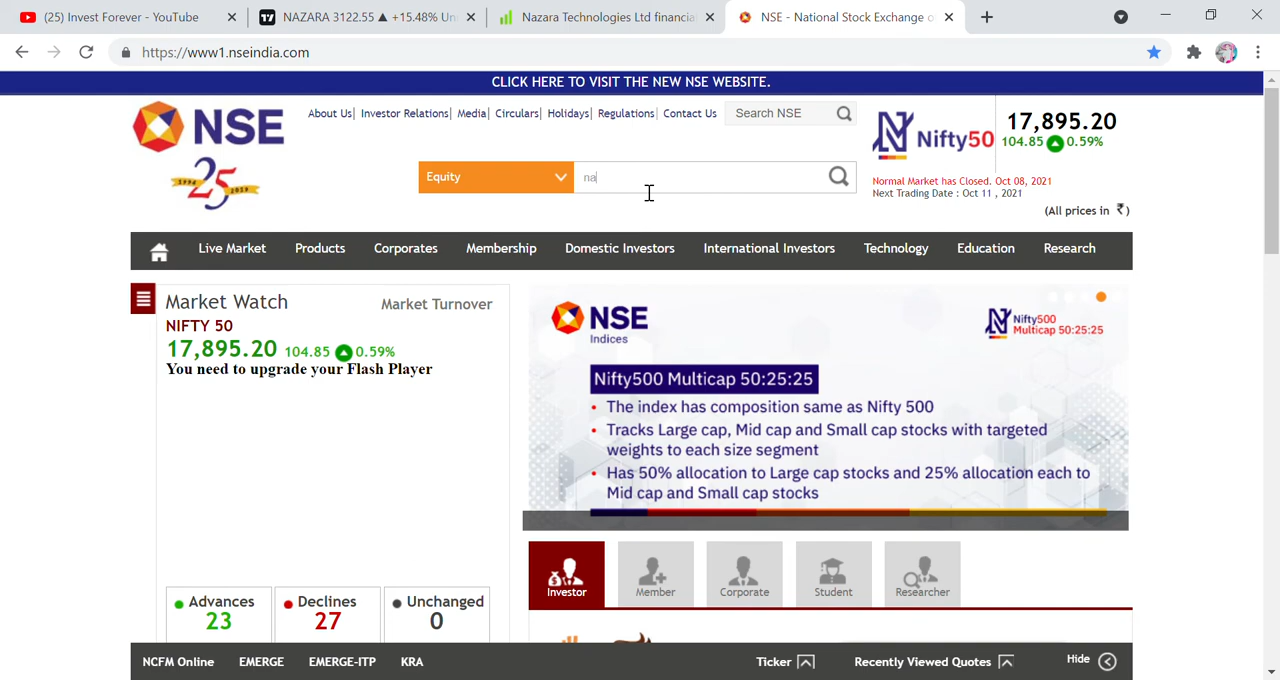 (25) Invest Forever - YouTube
NAZARA 3122.55 ▲ +15.48% Un
Nazara Technologies Ltd financia
NSE - National Stock Exchange o
https://www1.nseindia.com
CLICK HERE TO VISIT THE NEW NSE WEBSITE.
NSE
About Us| Investor Relations| Media| Circulars| Holidays| Regulations| Contact Us
Search NSE
Nifty50
17,895.20
104.85 0.59%
1994 25 2019
Equity
na
Normal Market has Closed. Oct 08, 2021
Next Trading Date : Oct 11 , 2021
(All prices in ₹)
Live Market Products Corporates Membership Domestic Investors International Investors Technology Education Research
Market Watch
Market Turnover
NIFTY 50
17,895.20 104.85 0.59%
You need to upgrade your Flash Player
NSE
Indices
Nifty500
Multicap 50:25:25
Nifty500 Multicap 50:25:25
• The index has composition same as Nifty 500
• Tracks Large cap, Mid cap and Small cap stocks with targeted
weights to each size segment
• Has 50% allocation to Large cap stocks and 25% allocation each to
Mid cap and Small cap stocks
Investor
Member
Corporate
Student
Researcher
Advances
23
Declines
27
Unchanged
0
NCFM Online EMERGE EMERGE-ITP KRA
Ticker Recently Viewed Quotes Hide